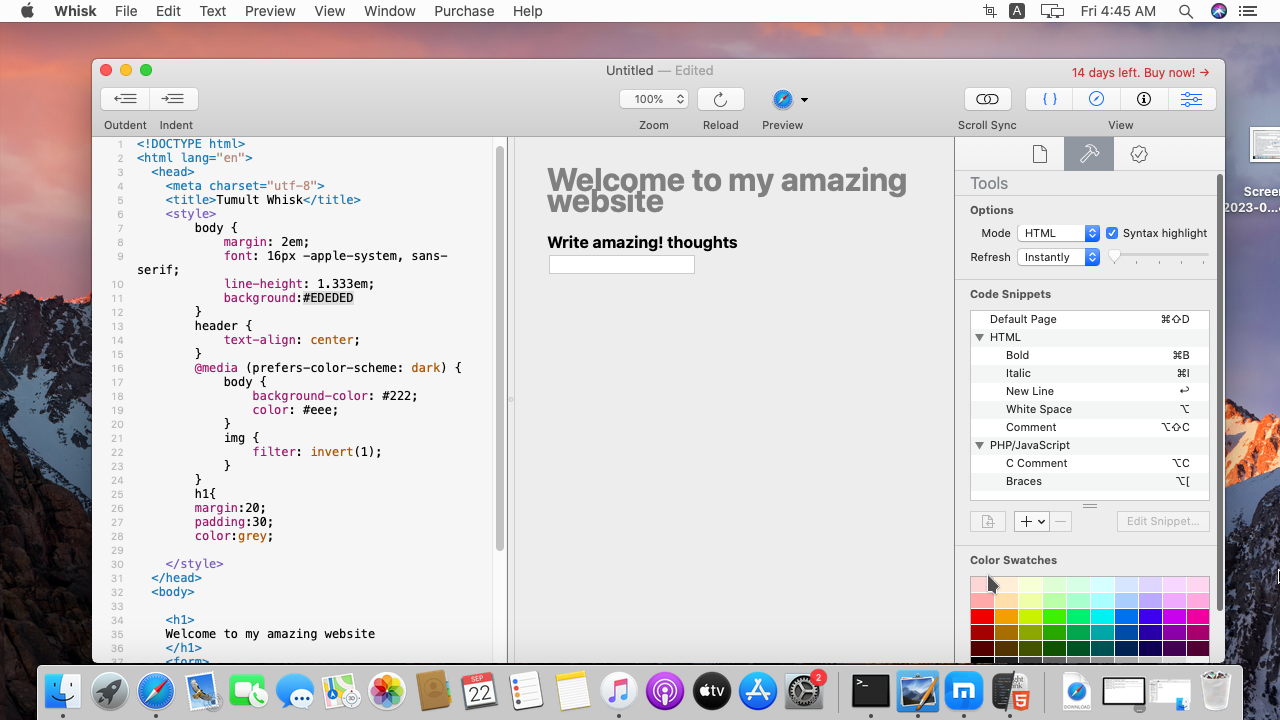 Whisk File Edit Text Preview View Window Purchase Help
A Fri 4:45 AM
Untitled — Edited
14 days left. Buy now! →
100%
Outdent Indent Zoom Reload Preview Scroll Sync View
1 <!DOCTYPE html>
2 <html lang="en">
3 <head>
4 <meta charset="utf-8">
5 <title>Tumult Whisk</title>
6 <style>
7 body {
8 margin: 2em;
9 font: 16px -apple-system, sans-
serif;
10 line-height: 1.333em;
11 background:#EDEDED
12 }
13 header {
14 text-align: center;
15 }
16 @media (prefers-color-scheme: dark) {
17 body {
18 background-color: #222;
19 color: #eee;
20 }
21 img {
22 filter: invert(1);
23 }
24 }
25 h1{
26 margin:20;
27 padding:30;
28 color:grey;
29
30 </style>
31 </head>
32 <body>
33
34 <h1>
35 Welcome to my amazing website
36 </h1>
37 <form>
Welcome to my amazing
website
Write amazing! thoughts
Tools
Options
Mode HTML Syntax highlight
Refresh Instantly
Code Snippets
Default Page ⌘⇧D
HTML
Bold ⌘B
Italic ⌘I
New Line ↩
White Space ⌥
Comment ⌥⇧C
PHP/JavaScript
C Comment ⌥C
Braces ⌥[
Edit Snippet...
Color Swatches
Screen
2023-0...
SEP
22
2
DOWNLOAD